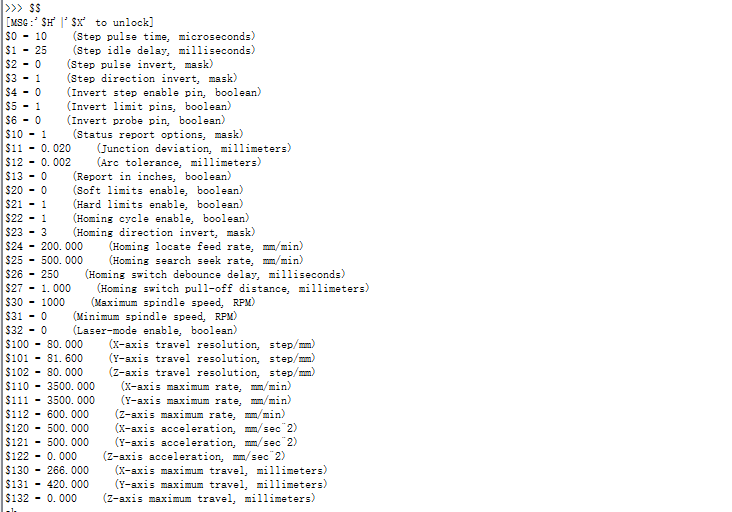 >>> $$
[MSG:'$H'|'$X' to unlock]
$0 = 10 (Step pulse time, microseconds)
$1 = 25 (Step idle delay, milliseconds)
$2 = 0 (Step pulse invert, mask)
$3 = 1 (Step direction invert, mask)
$4 = 0 (Invert step enable pin, boolean)
$5 = 1 (Invert limit pins, boolean)
$6 = 0 (Invert probe pin, boolean)
$10 = 1 (Status report options, mask)
$11 = 0.020 (Junction deviation, millimeters)
$12 = 0.002 (Arc tolerance, millimeters)
$13 = 0 (Report in inches, boolean)
$20 = 0 (Soft limits enable, boolean)
$21 = 1 (Hard limits enable, boolean)
$22 = 1 (Homing cycle enable, boolean)
$23 = 3 (Homing direction invert, mask)
$24 = 200.000 (Homing locate feed rate, mm/min)
$25 = 500.000 (Homing search seek rate, mm/min)
$26 = 250 (Homing switch debounce delay, milliseconds)
$27 = 1.000 (Homing switch pull-off distance, millimeters)
$30 = 1000 (Maximum spindle speed, RPM)
$31 = 0 (Minimum spindle speed, RPM)
$32 = 0 (Laser-mode enable, boolean)
$100 = 80.000 (X-axis travel resolution, step/mm)
$101 = 81.600 (Y-axis travel resolution, step/mm)
$102 = 80.000 (Z-axis travel resolution, step/mm)
$110 = 3500.000 (X-axis maximum rate, mm/min)
$111 = 3500.000 (Y-axis maximum rate, mm/min)
$112 = 600.000 (Z-axis maximum rate, mm/min)
$120 = 500.000 (X-axis acceleration, mm/sec^2)
$121 = 500.000 (Y-axis acceleration, mm/sec^2)
$122 = 0.000 (Z-axis acceleration, mm/sec^2)
$130 = 266.000 (X-axis maximum travel, millimeters)
$131 = 420.000 (Y-axis maximum travel, millimeters)
$132 = 0.000 (Z-axis maximum travel, millimeters)